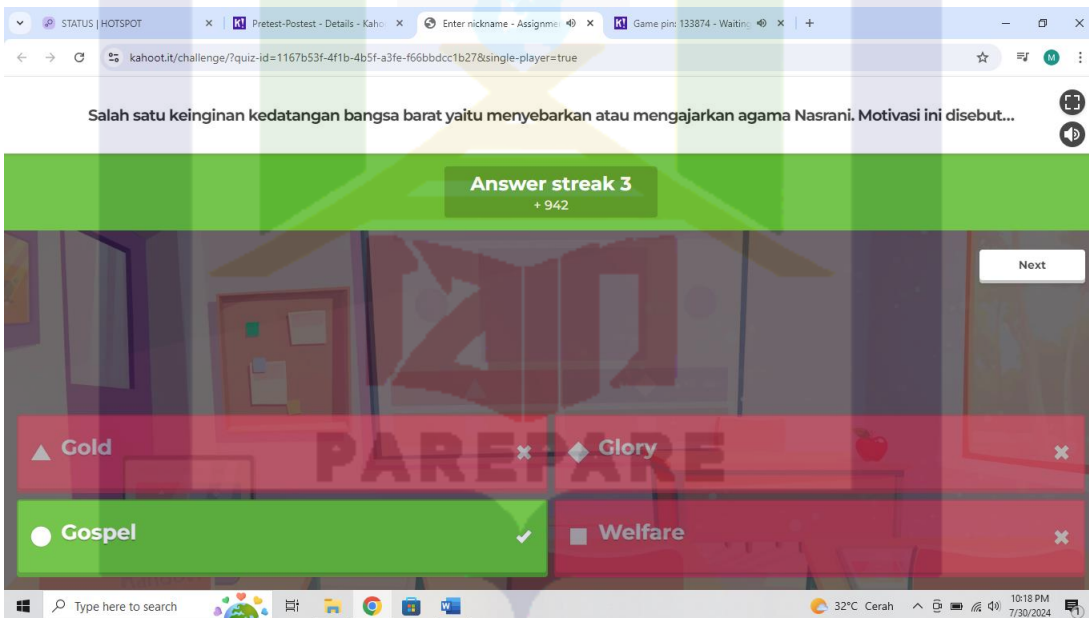 STATUS | HOTSPOT
Pretest-Postest - Details - Kaho
Enter nickname - Assignme
Game pin: 133874 - Waiting
kahoot.it/challenge/?quiz-id=1167b53f-4f1b-4b5f-a3fe-f66bbdcc1b27&single-player=true
M
Salah satu keinginan kedatangan bangsa barat yaitu menyebarkan atau mengajarkan agama Nasrani. Motivasi ini disebut...
Answer streak 3
+ 942
Next
Gold
Glory
PAREPARE
Gospel
Welfare
Type here to search
32°C Cerah
10:18 PM
7/30/2024